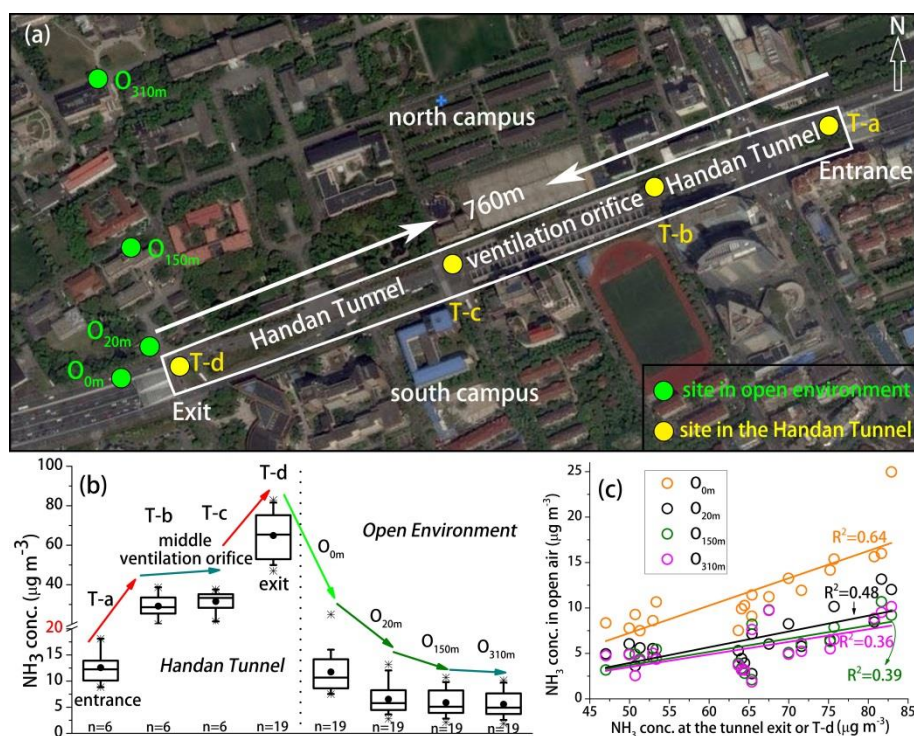 (a)
N
O310m
north campus
T-a
Entrance
Handan Tunnel
760m
ventilation orifice
T-b
O150m
Handan Tunnel
T-c
O20m
T-d
O0m
Exit
south campus
site in open environment
site in the Handan Tunnel
(b)
NH3 conc. (μg m⁻³)
100
80
60
40
20
15
10
5
0
T-a
T-b
T-c
T-d
middle
ventilation orifice
entrance
exit
Handan Tunnel
Open Environment
O0m
O20m
O150m
O310m
n=6 n=6 n=6 n=19 n=19 n=19 n=19 n=19
(c)
NH3 conc. in open air (μg m⁻³)
25
20
15
10
5
0
O0m
O20m
O150m
O310m
R²=0.64
R²=0.48
R²=0.36
R²=0.39
45 50 55 60 65 70 75 80 85
NH3 conc. at the tunnel exit or T-d (μg m⁻³)